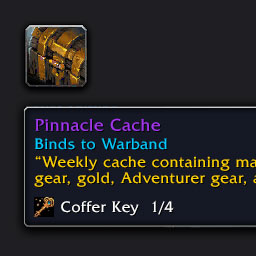 Pinnacle Cache
Binds to Warband
“Weekly cache containing ma
gear, gold, Adventurer gear, a
Coffer Key 1/4